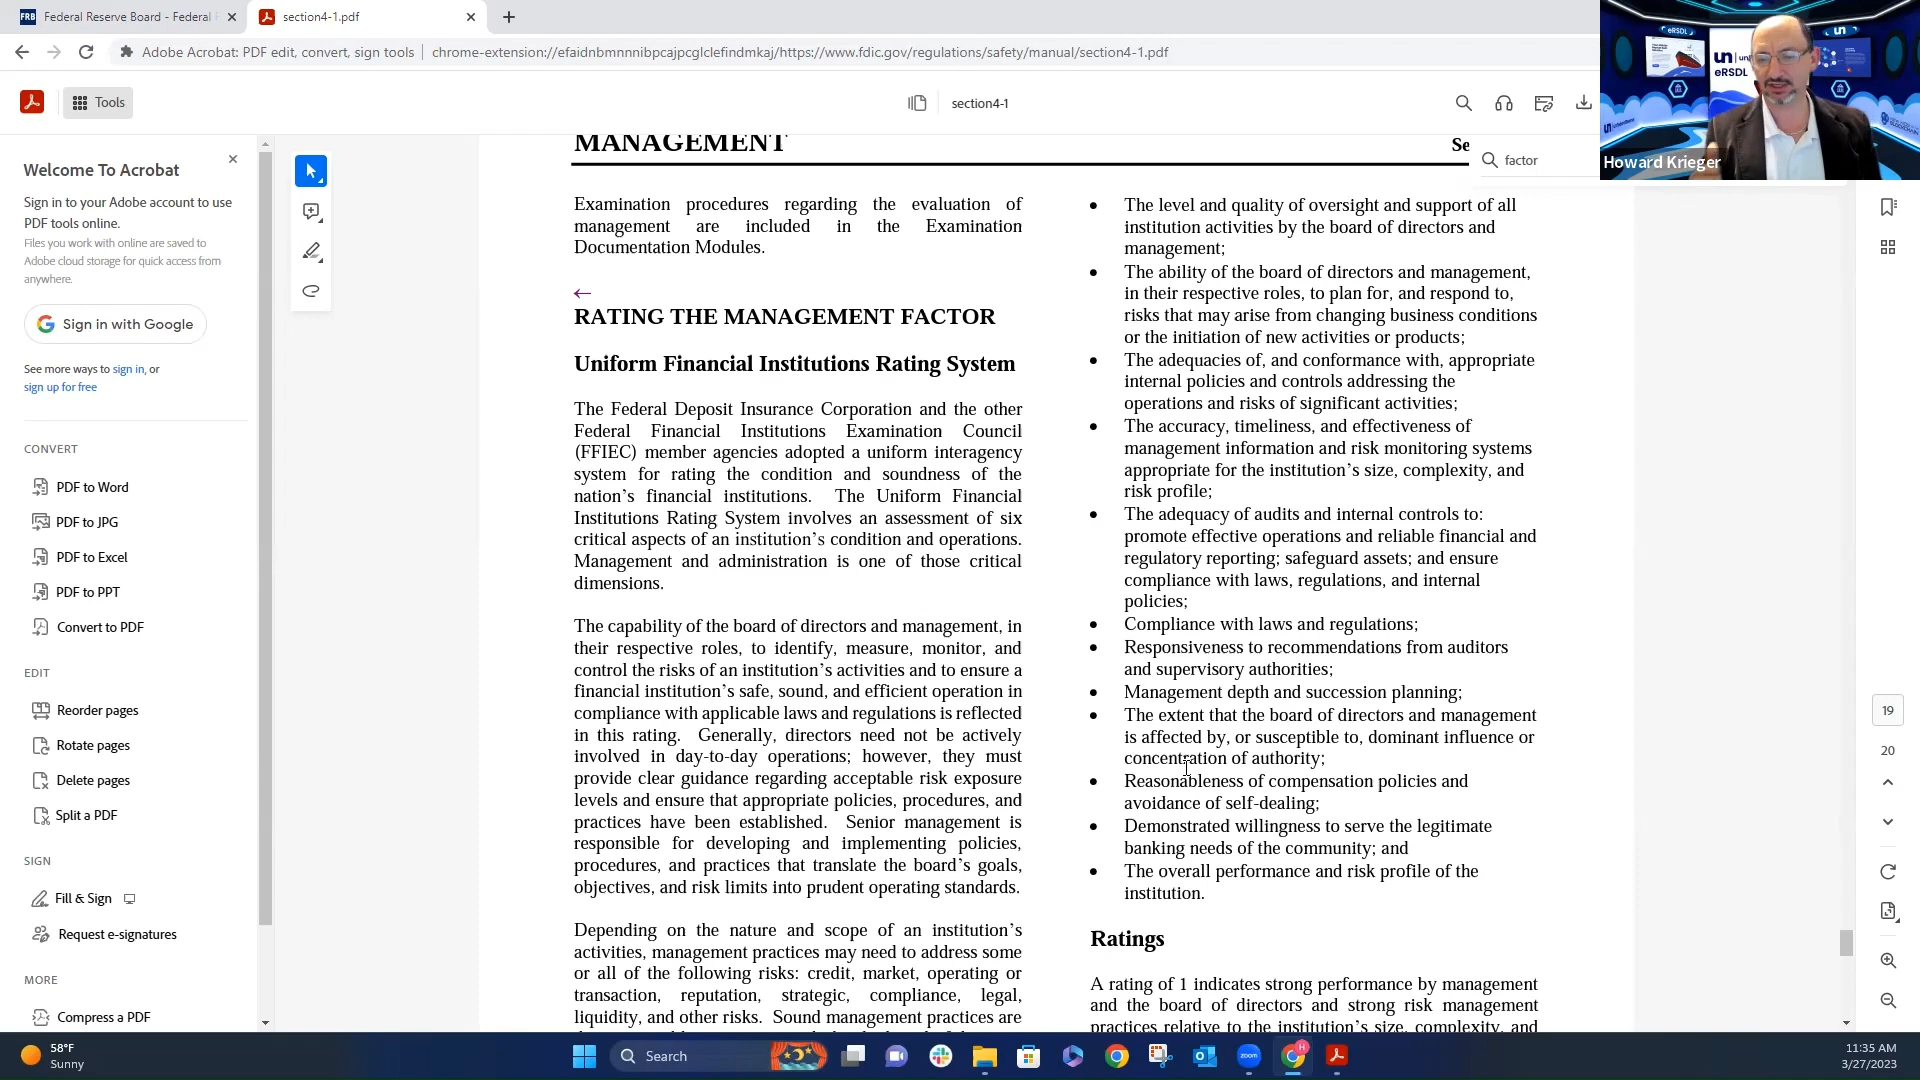 FRB Federal Reserve Board - Federal
section4-1.pdf
Adobe Acrobat: PDF edit, convert, sign tools
chrome-extension://efaidnbmnnnibpcajpcglclefindmkaj/https://www.fdic.gov/regulations/safety/manual/section4-1.pdf
Tools
section4-1
eRSDL
un
eRSDL
un
Howard Krieger
factor
Welcome To Acrobat
Sign in to your Adobe account to use
PDF tools online.
Files you work with online are saved to
Adobe cloud storage for quick access from
anywhere.
Sign in with Google
See more ways to sign in, or
sign up for free
CONVERT
PDF to Word
PDF to JPG
PDF to Excel
PDF to PPT
Convert to PDF
EDIT
Reorder pages
Rotate pages
Delete pages
Split a PDF
SIGN
Fill & Sign
Request e-signatures
MORE
Compress a PDF
MANAGEMENT
Se
Examination procedures regarding the evaluation of
management are included in the Examination
Documentation Modules.
←
RATING THE MANAGEMENT FACTOR
Uniform Financial Institutions Rating System
The Federal Deposit Insurance Corporation and the other
Federal Financial Institutions Examination Council
(FFIEC) member agencies adopted a uniform interagency
system for rating the condition and soundness of the
nation's financial institutions. The Uniform Financial
Institutions Rating System involves an assessment of six
critical aspects of an institution's condition and operations.
Management and administration is one of those critical
dimensions.
The capability of the board of directors and management, in
their respective roles, to identify, measure, monitor, and
control the risks of an institution's activities and to ensure a
financial institution's safe, sound, and efficient operation in
compliance with applicable laws and regulations is reflected
in this rating. Generally, directors need not be actively
involved in day-to-day operations; however, they must
provide clear guidance regarding acceptable risk exposure
levels and ensure that appropriate policies, procedures, and
practices have been established. Senior management is
responsible for developing and implementing policies,
procedures, and practices that translate the board's goals,
objectives, and risk limits into prudent operating standards.
Depending on the nature and scope of an institution's
activities, management practices may need to address some
or all of the following risks: credit, market, operating or
transaction, reputation, strategic, compliance, legal,
liquidity, and other risks. Sound management practices are
• The level and quality of oversight and support of all
institution activities by the board of directors and
management;
• The ability of the board of directors and management,
in their respective roles, to plan for, and respond to,
risks that may arise from changing business conditions
or the initiation of new activities or products;
• The adequacies of, and conformance with, appropriate
internal policies and controls addressing the
operations and risks of significant activities;
• The accuracy, timeliness, and effectiveness of
management information and risk monitoring systems
appropriate for the institution's size, complexity, and
risk profile;
• The adequacy of audits and internal controls to:
promote effective operations and reliable financial and
regulatory reporting; safeguard assets; and ensure
compliance with laws, regulations, and internal
policies;
• Compliance with laws and regulations;
• Responsiveness to recommendations from auditors
and supervisory authorities;
• Management depth and succession planning;
• The extent that the board of directors and management
is affected by, or susceptible to, dominant influence or
concentration of authority;
• Reasonableness of compensation policies and
avoidance of self-dealing;
• Demonstrated willingness to serve the legitimate
banking needs of the community; and
• The overall performance and risk profile of the
institution.
Ratings
A rating of 1 indicates strong performance by management
and the board of directors and strong risk management
practices relative to the institution's size, complexity, and
19
20
58°F
Sunny
Search
zoom
H
11:35 AM
3/27/2023